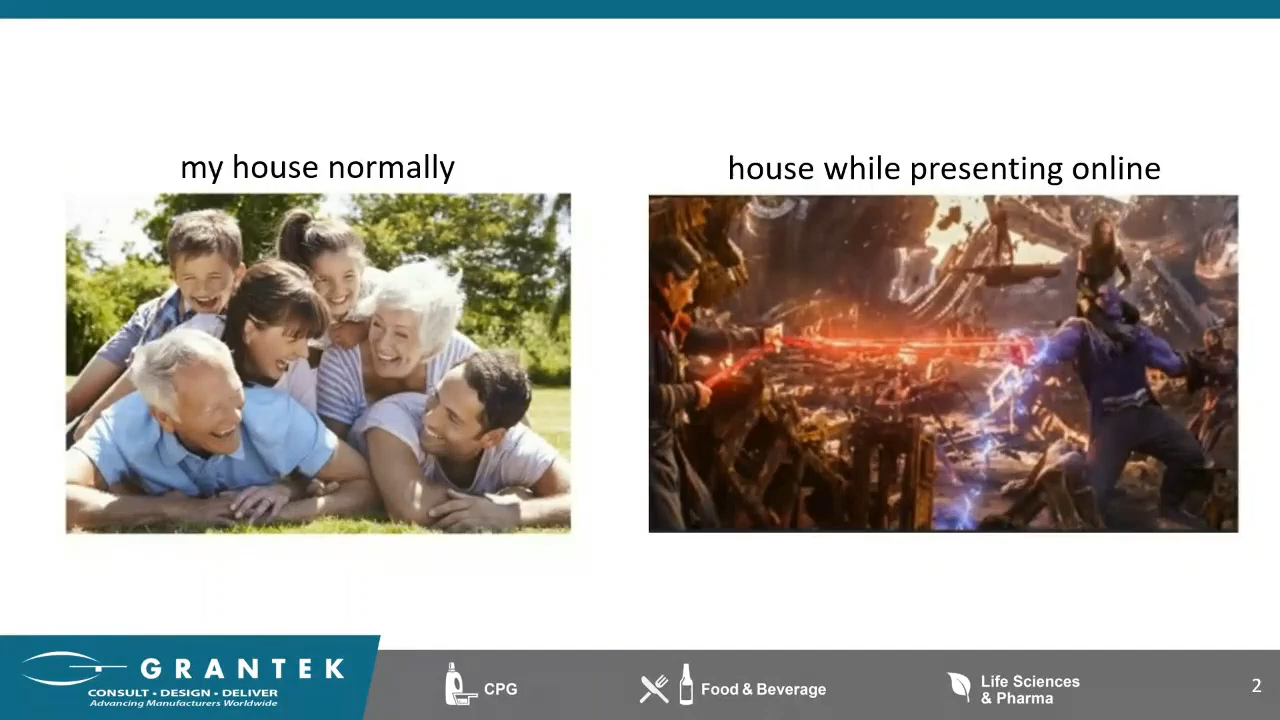 my house normally
house while presenting online
GRANTEK
CONSULT • DESIGN • DELIVER
Advancing Manufacturers Worldwide
CPG
Food & Beverage
Life Sciences
& Pharma
2